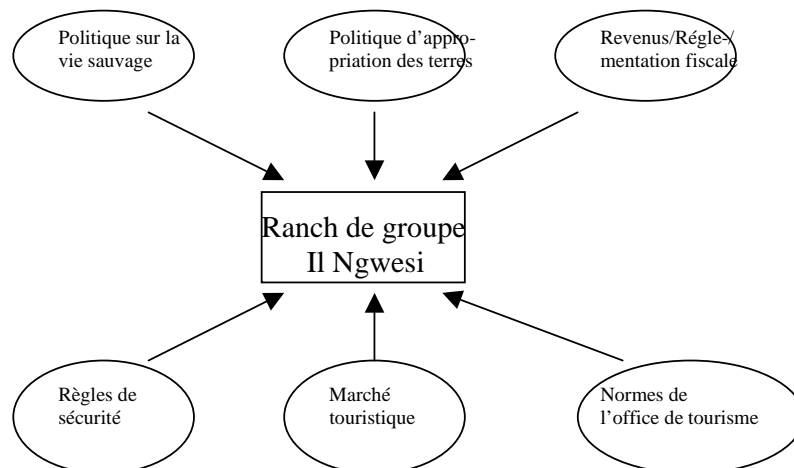 Politique sur la
vie sauvage
Politique d’appro-
priation des terres
Revenus/Régle-/
mentation fiscale
Ranch de groupe
Il Ngwesi
Règles de
sécurité
Marché
touristique
Normes de
l’office de tourisme